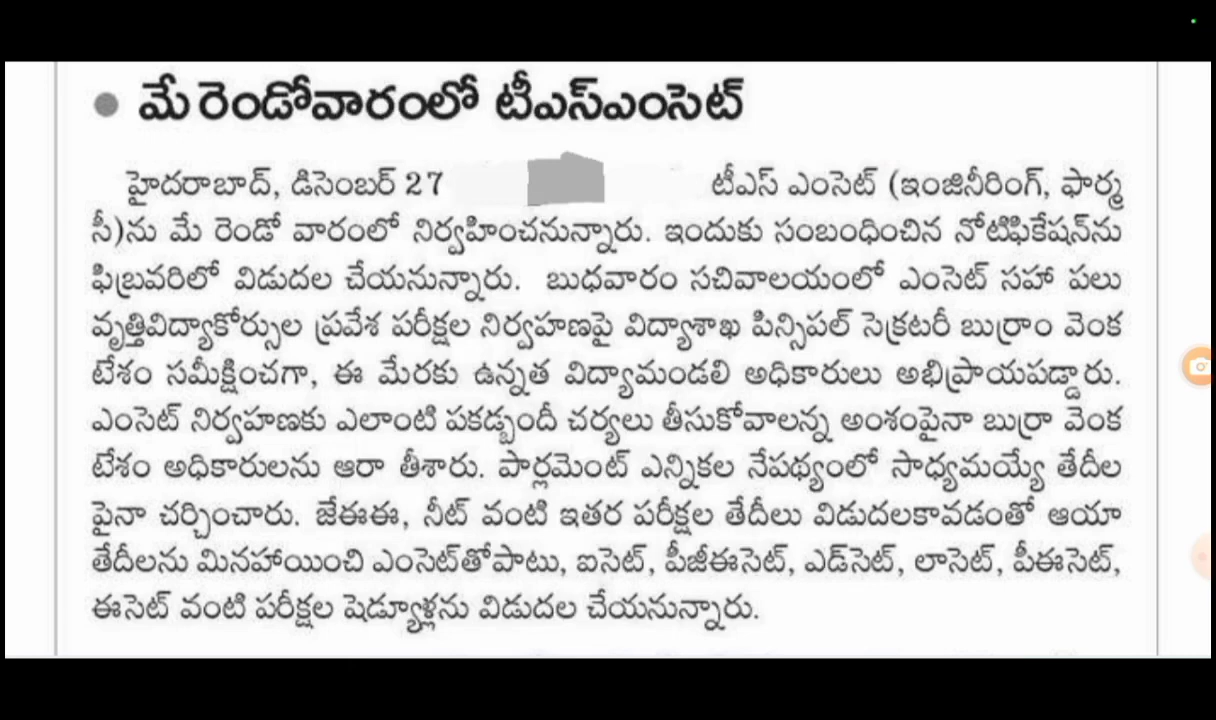 మే రెండోవారంలో టీఎస్ఎంసెట్
హైదరాబాద్, డిసెంబర్ 27 టీఎస్ ఎంసెట్ (ఇంజినీరింగ్, ఫార్మ
సీ)ను మే రెండో వారంలో నిర్వహించనున్నారు. ఇందుకు సంబంధించిన నోటిఫికేషన్‌ను
ఫిబ్రవరిలో విడుదల చేయనున్నారు. బుధవారం సచివాలయంలో ఎంసెట్ సహా పలు
వృత్తివిద్యాకోర్సుల ప్రవేశ పరీక్షల నిర్వహణపై విద్యాశాఖ పిన్సిపల్ సెక్రటరీ బుర్రాం వెంక
టేశం సమీక్షించగా, ఈ మేరకు ఉన్నత విద్యామండలి అధికారులు అభిప్రాయపడ్డారు.
ఎంసెట్ నిర్వహణకు ఎలాంటి పకడ్బందీ చర్యలు తీసుకోవాలన్న అంశంపైనా బుర్రా వెంక
టేశం అధికారులను ఆరా తీశారు. పార్లమెంట్ ఎన్నికల నేపథ్యంలో సాధ్యమయ్యే తేదీల
పైనా చర్చించారు. జేఈఈ, నీట్ వంటి ఇతర పరీక్షల తేదీలు విడుదలకావడంతో ఆయా
తేదీలను మినహాయించి ఎంసెట్‌తోపాటు, ఐసెట్, పీజీఈసెట్, ఎడ్‌సెట్, లాసెట్, పీఈసెట్,
ఈసెట్ వంటి పరీక్షల షెడ్యూళ్లను విడుదల చేయనున్నారు.